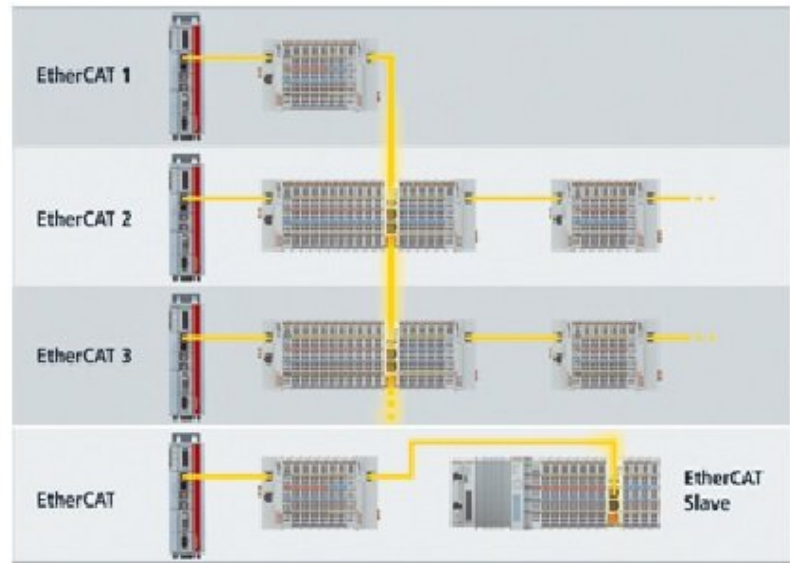 EtherCAT 1
EtherCAT 2
EtherCAT 3
EtherCAT
EtherCAT
Slave